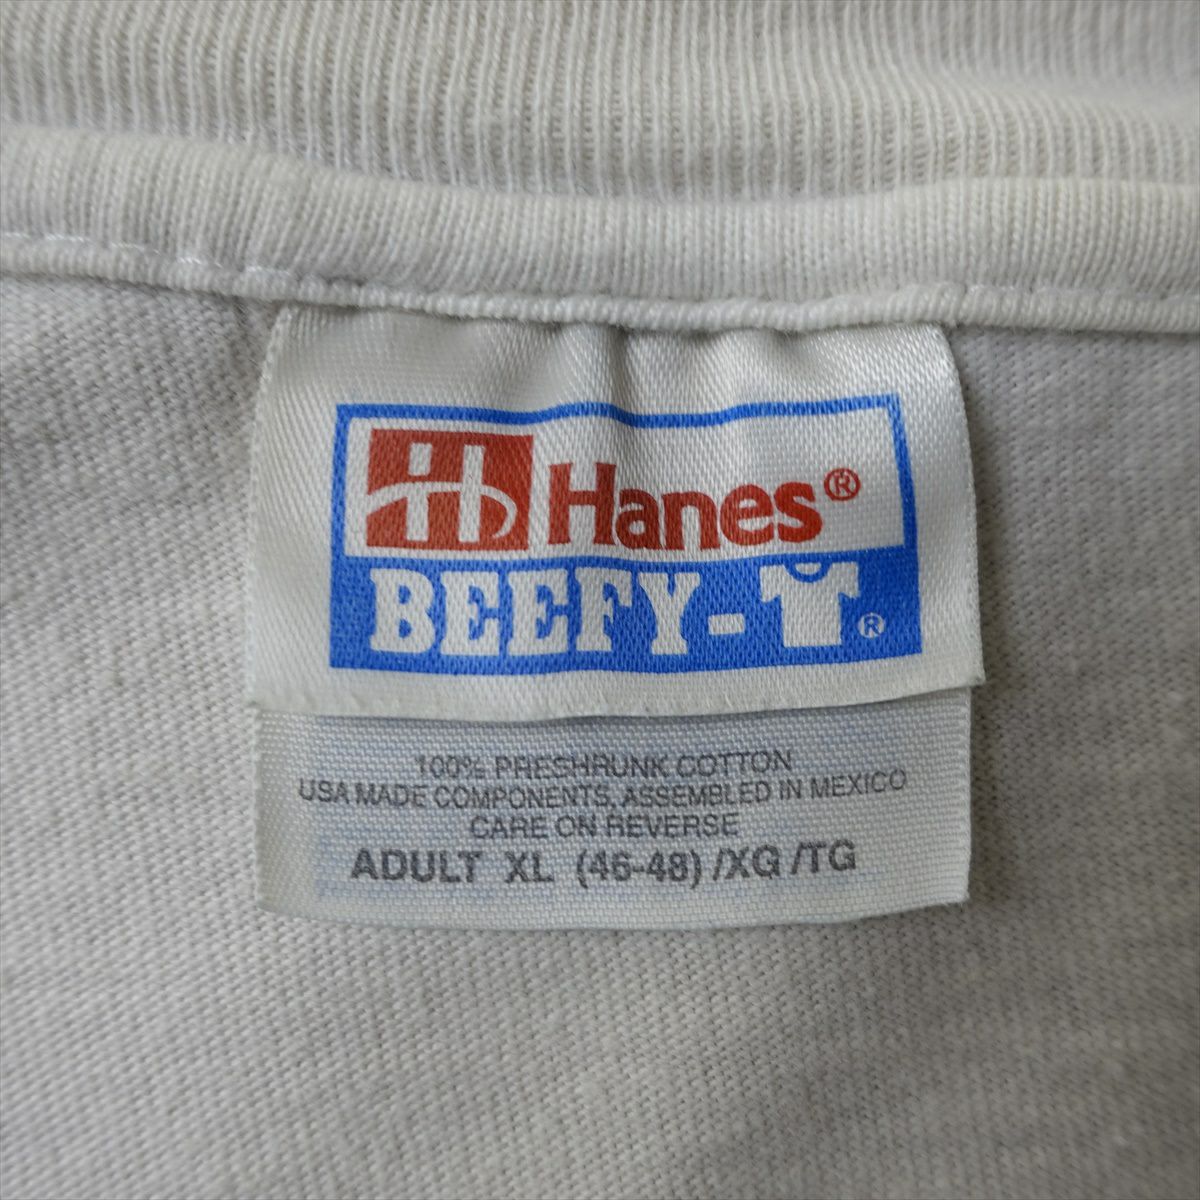 H Hanes®
BEEFY-T®
100% PRESHRUNK COTTON
USA MADE COMPONENTS, ASSEMBLED IN MEXICO
CARE ON REVERSE
ADULT XL (46-48) /XG /TG